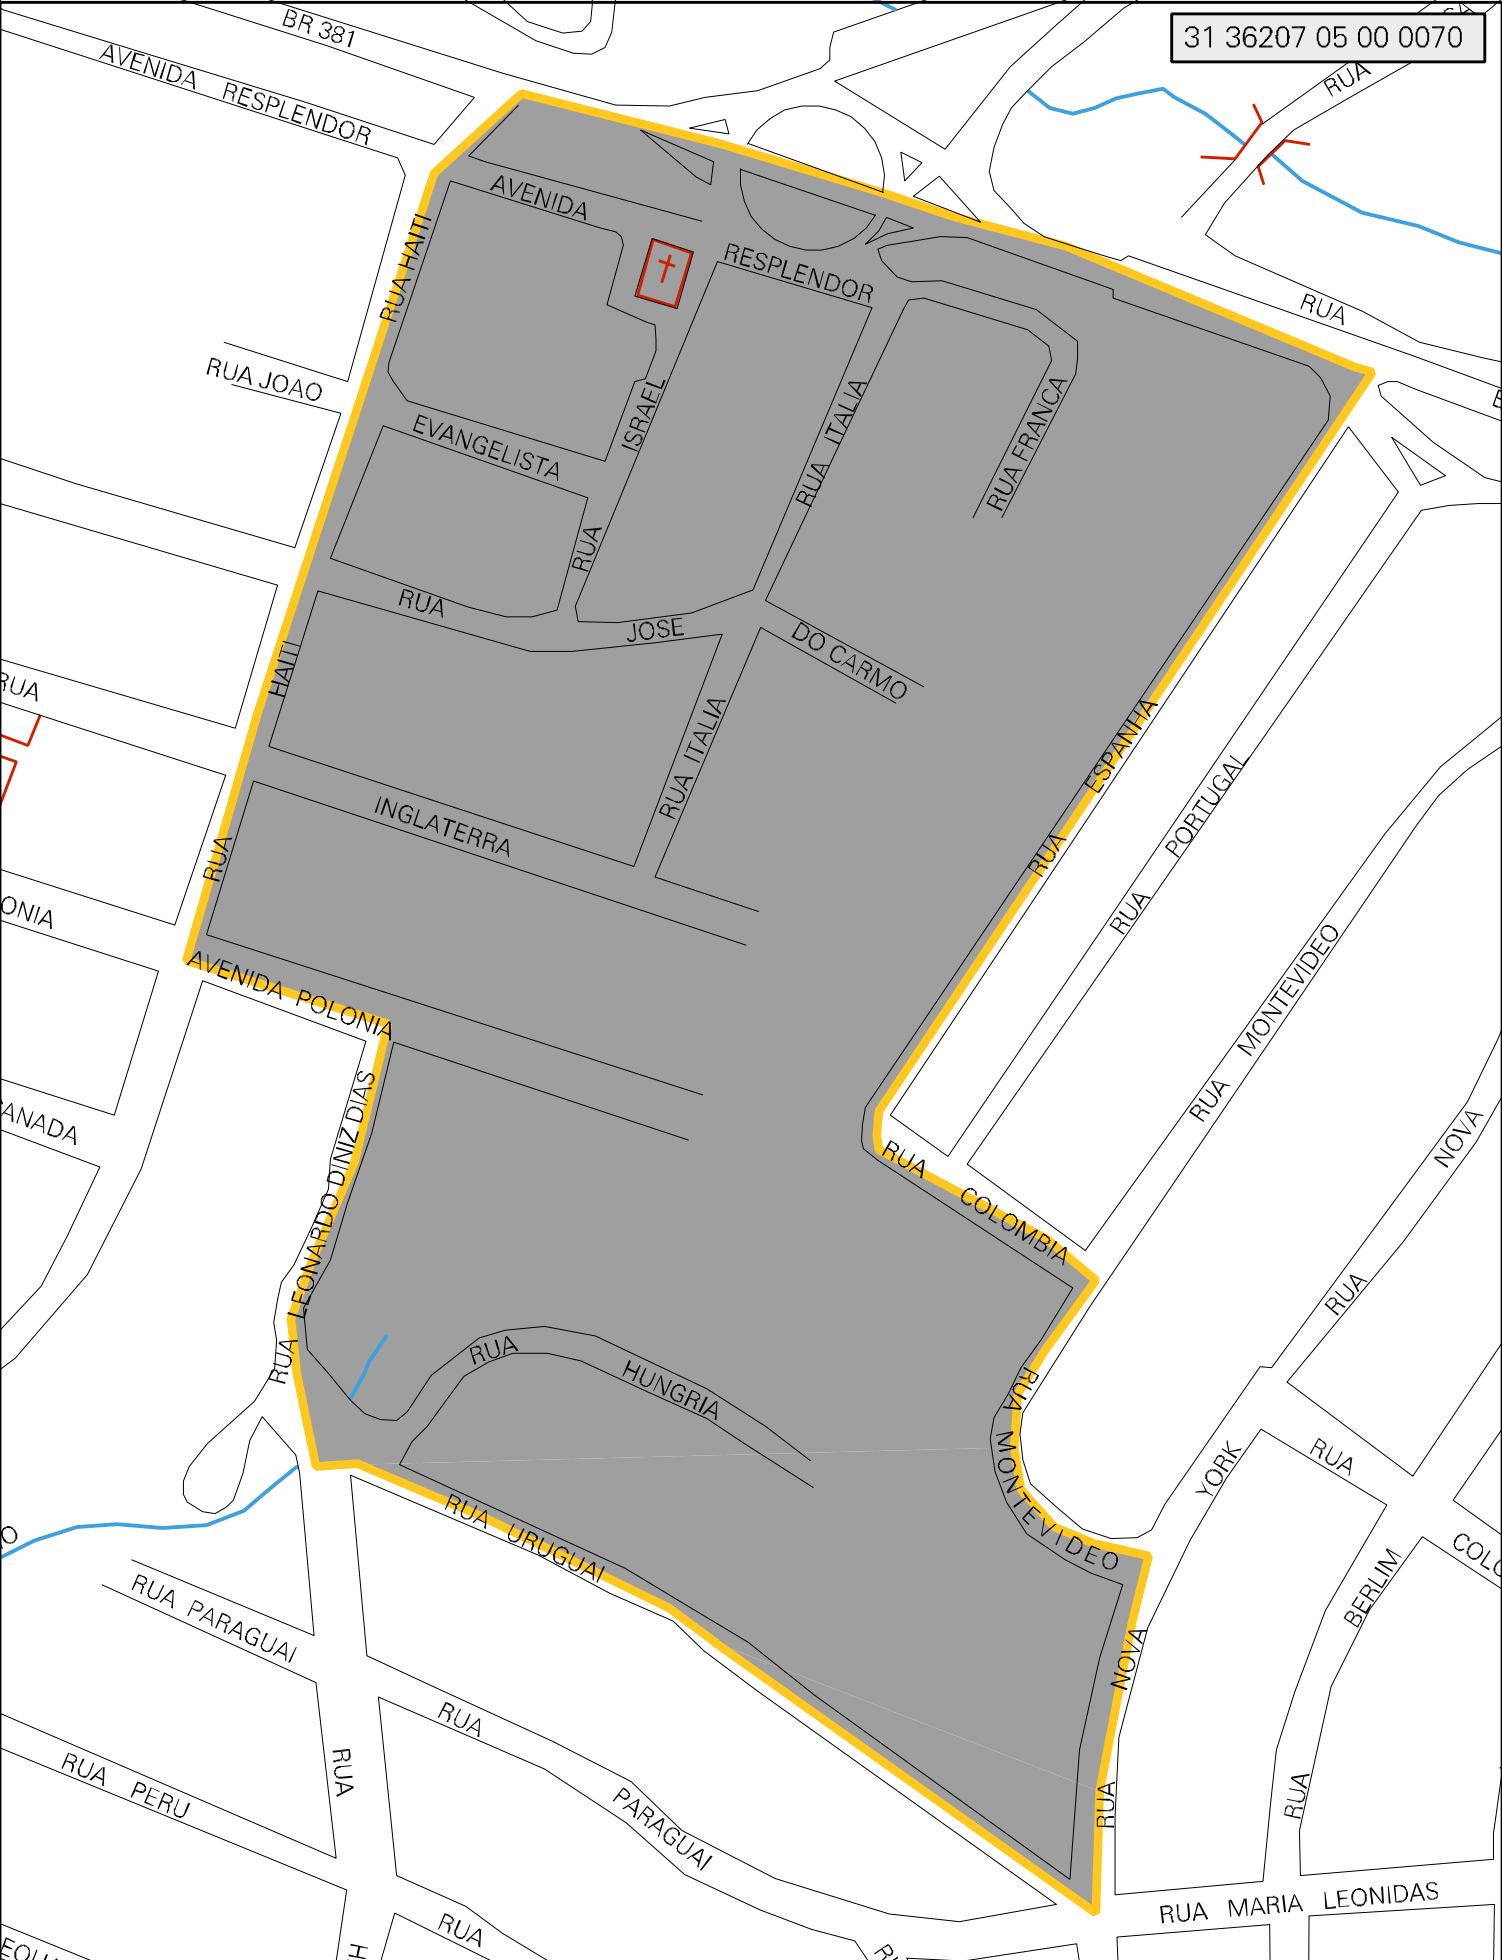 BR 381
31 36207 05 00 0070
RUA
AVENIDA RESPLENDOR
AVENIDA
RESPLENDOR
RUA HAITI
RUA
RUA JOAO
EVANGELISTA
ISRAEL
RUA
RUA ITALIA
RUA FRANCA
RUA
JOSE
DO CARMO
HAITI
RUA
RUA
RUA ITALIA
INGLATERRA
ESPANHA
RUA
RUA PORTUGAL
ONIA
AVENIDA POLONIA
RUA MONTEVIDEO
ANADA
RUA LEONARDO DINIZ DIAS
RUA COLOMBIA
NOVA
RUA
YORK
RUA HUNGRIA
RUA MONTEVIDEO
RUA
COLO
BERLIM
RUA
RUA URUGUAI
O
RUA PARAGUAI
NOVA
RUA
RUA
PARAGUAI
RUA
RUA PERU
RUA MARIA LEONIDAS
RUA
H